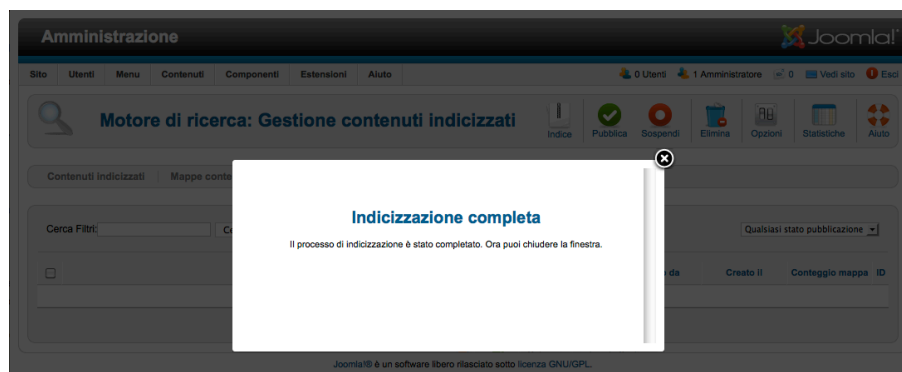 Amministrazione
Joomla!
Sito Utenti Menu Contenuti Componenti Estensioni Aiuto 0 Utenti 1 Amministratore 0 Vedi sito Esci
Motore di ricerca: Gestione contenuti indicizzati
Indice Pubblica Sospendi Elimina Opzioni Statistiche Aiuto
Contenuti indicizzati Mappe conte
Indicizzazione completa
Il processo di indicizzazione è stato completato. Ora puoi chiudere la finestra.
Cerca Filtri: Ce Qualsiasi stato pubblicazione
da Creato Il Conteggio mappa ID
Joomla!® è un software libero rilasciato sotto licenza GNU/GPL.